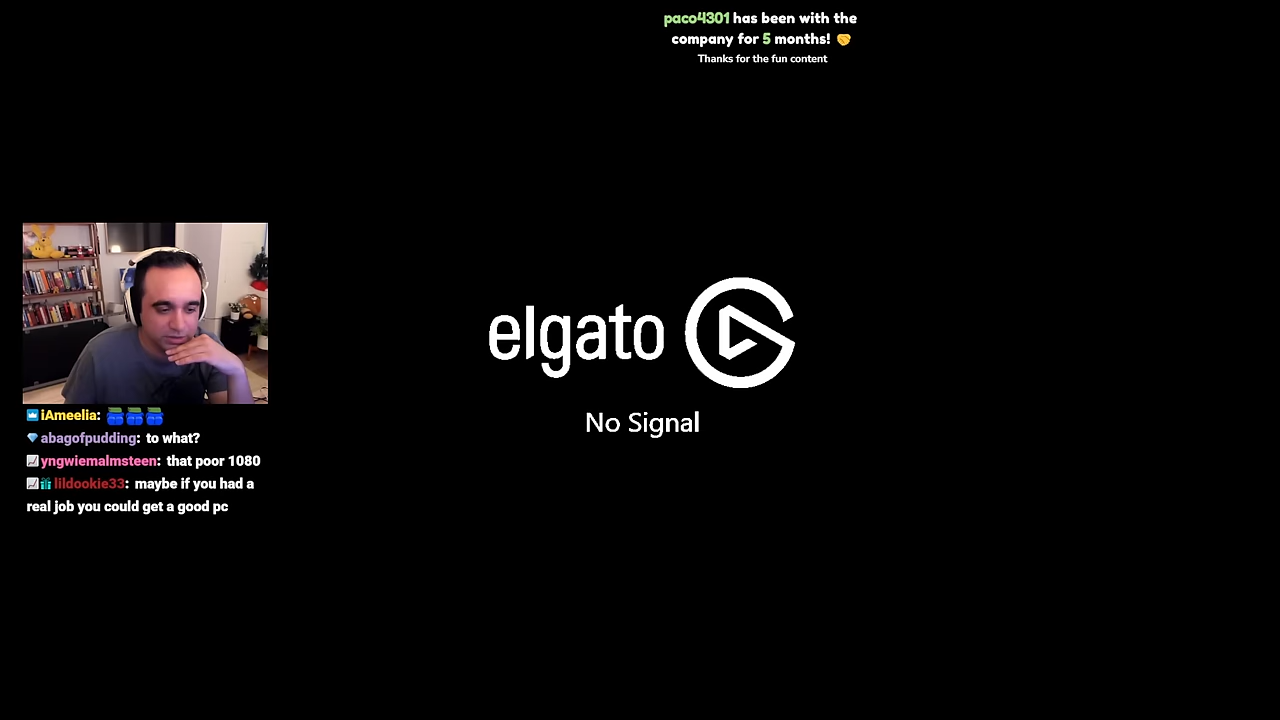 paco4301 has been with the
company for 5 months!
Thanks for the fun content
elgato
No Signal
iAmeelia:
abagofpudding: to what?
yngwiemalmsteen: that poor 1080
lildookie33: maybe if you had a
real job you could get a good pc